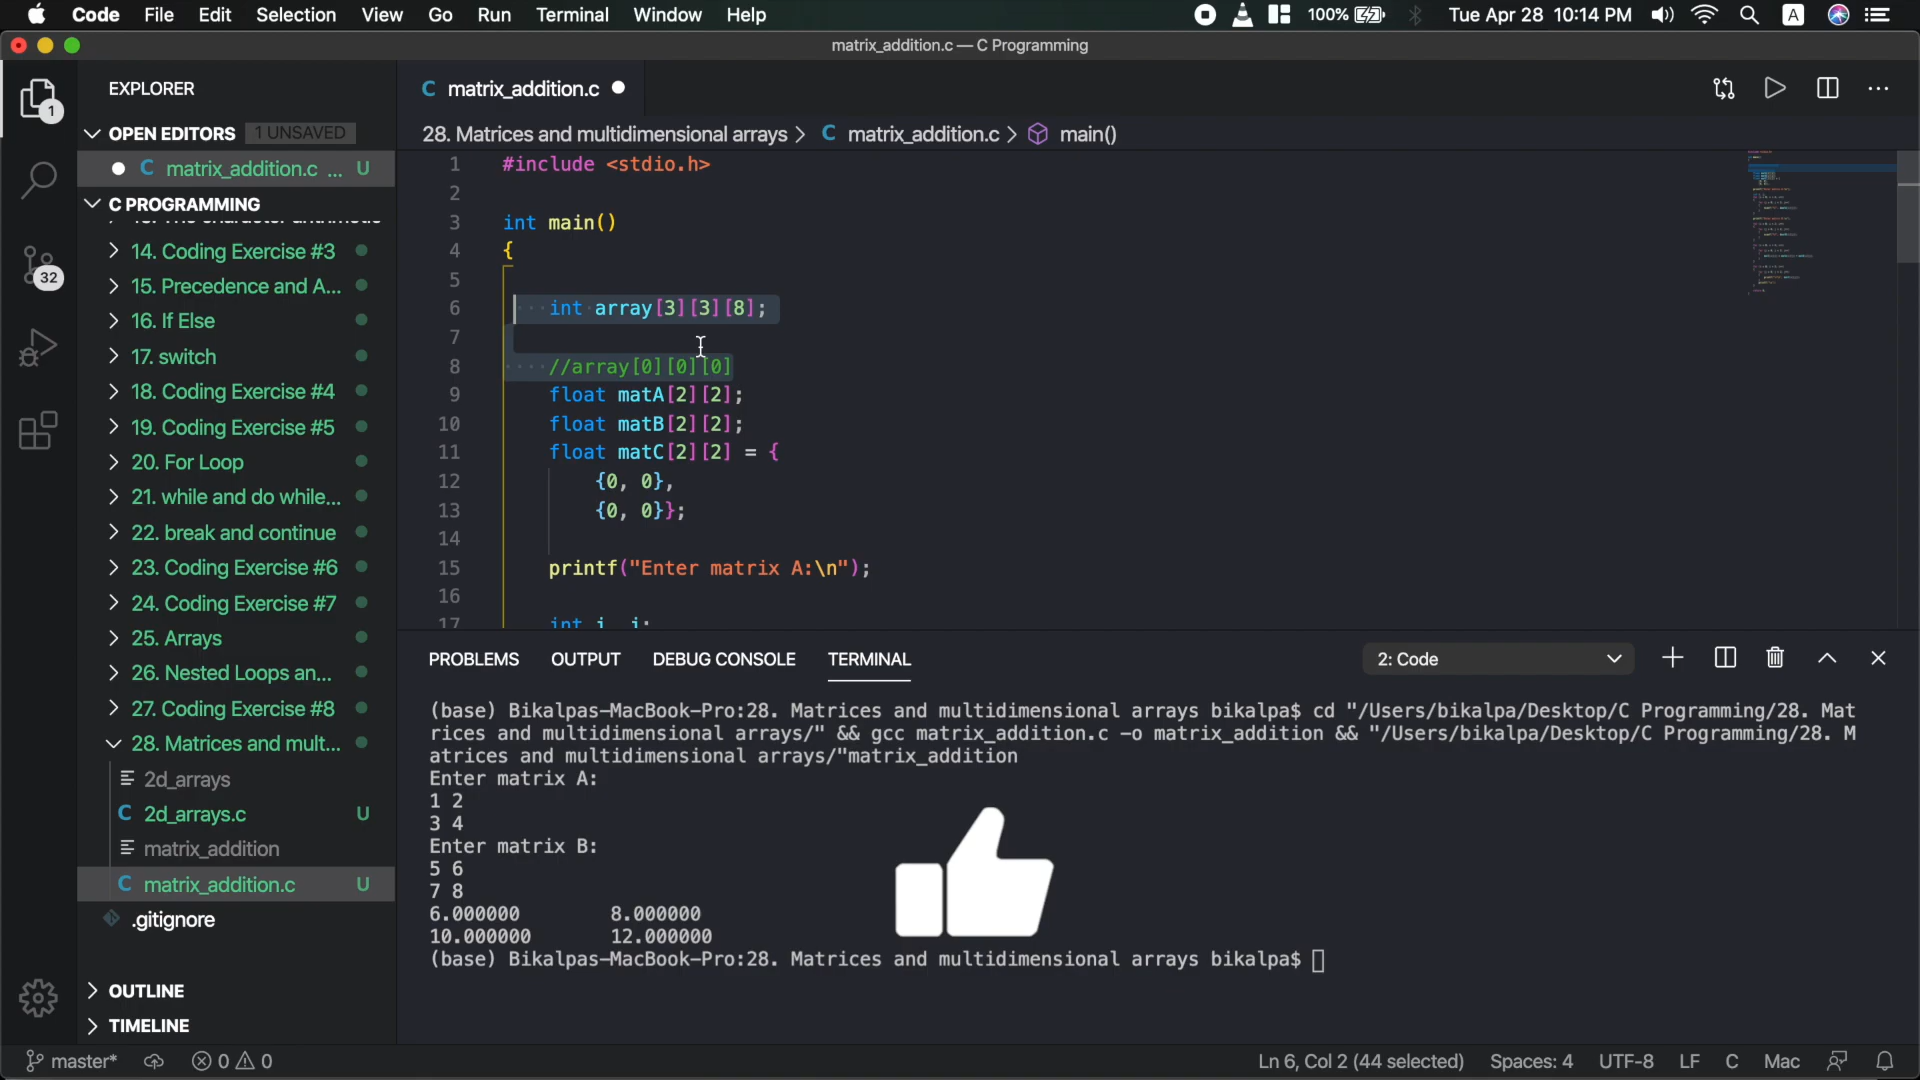 Code File Edit Selection View Go Run Terminal Window Help 100% Tue Apr 28 10:14 PM A
matrix_addition.c — C Programming
EXPLORER
1
OPEN EDITORS 1 UNSAVED
C matrix_addition.c ... U
C PROGRAMMING
14. Coding Exercise #3
15. Precedence and A...
16. If Else
17. switch
18. Coding Exercise #4
19. Coding Exercise #5
20. For Loop
21. while and do while...
22. break and continue
23. Coding Exercise #6
24. Coding Exercise #7
25. Arrays
26. Nested Loops an...
27. Coding Exercise #8
28. Matrices and mult...
2d_arrays
C 2d_arrays.c U
matrix_addition
C matrix_addition.c U
.gitignore
OUTLINE
TIMELINE
32
C matrix_addition.c
28. Matrices and multidimensional arrays > C matrix_addition.c > main()
1 #include <stdio.h>
2
3 int main()
4 {
5
6 int array[3][3][8];
7
8 //array[0][0][0]
9 float matA[2][2];
10 float matB[2][2];
11 float matC[2][2] = {
12 {0, 0},
13 {0, 0}};
14
15 printf("Enter matrix A:\n");
16
17 int i, j;
PROBLEMS OUTPUT DEBUG CONSOLE TERMINAL 2: Code
(base) Bikalpas-MacBook-Pro:28. Matrices and multidimensional arrays bikalpa$ cd "/Users/bikalpa/Desktop/C Programming/28. Mat
rices and multidimensional arrays/" && gcc matrix_addition.c -o matrix_addition && "/Users/bikalpa/Desktop/C Programming/28. M
atrices and multidimensional arrays/"matrix_addition
Enter matrix A:
1 2
3 4
Enter matrix B:
5 6
7 8
6.000000 8.000000
10.000000 12.000000
(base) Bikalpas-MacBook-Pro:28. Matrices and multidimensional arrays bikalpa$
master* 0 0 Ln 6, Col 2 (44 selected) Spaces: 4 UTF-8 LF C Mac